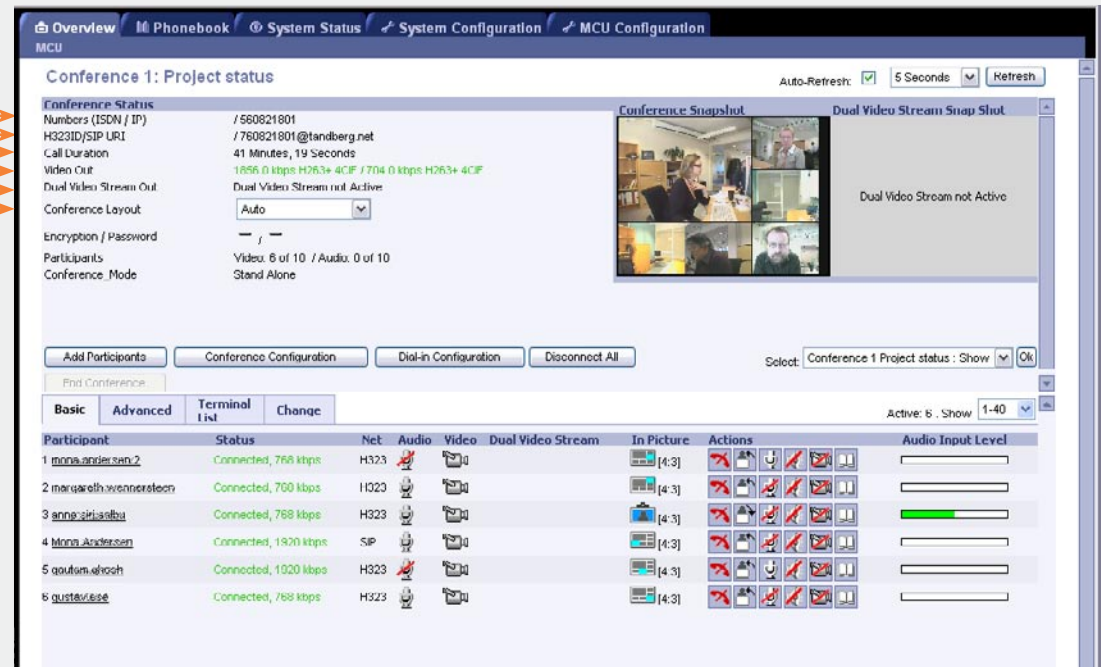 Overview Phonebook System Status System Configuration MCU Configuration
MCU
Conference 1: Project status
Auto-Refresh: 5 Seconds Refresh
Conference Status
Conference Snapshot Dual Video Stream Snap Shot
Numbers (ISDN / IP) / 560821801
H323ID/SIP URI / 760821801@tandberg.net
Call Duration 41 Minutes, 19 Seconds
Video Out 1856.0 kbps H263+ 4CIF / 704.0 kbps H263+ 4CIF
Dual Video Stream Out Dual Video Stream not Active
Dual Video Stream not Active
Conference Layout Auto
Encryption / Password – / –
Participants Video: 6 of 10 / Audio: 0 of 10
Conference_Mode Stand Alone
Add Participants Conference Configuration Dial-in Configuration Disconnect All Select: Conference 1 Project status : Show Ok
End Conference
Basic Advanced Terminal List Change Active: 6 . Show 1-40
Participant Status Net Audio Video Dual Video Stream In Picture Actions Audio Input Level
1 mona.andersen:2 Connected, 768 kbps H323 [4:3]
2 margareth.wennersteen Connected, 768 kbps H323 [4:3]
3 Connected, 768 kbps H323 [4:3]
4 Mona Andersen Connected, 1920 kbps SIP [4:3]
5 goutam.ghosh Connected, 1920 kbps H323 [4:3]
6 Connected, 768 kbps H323 [4:3]